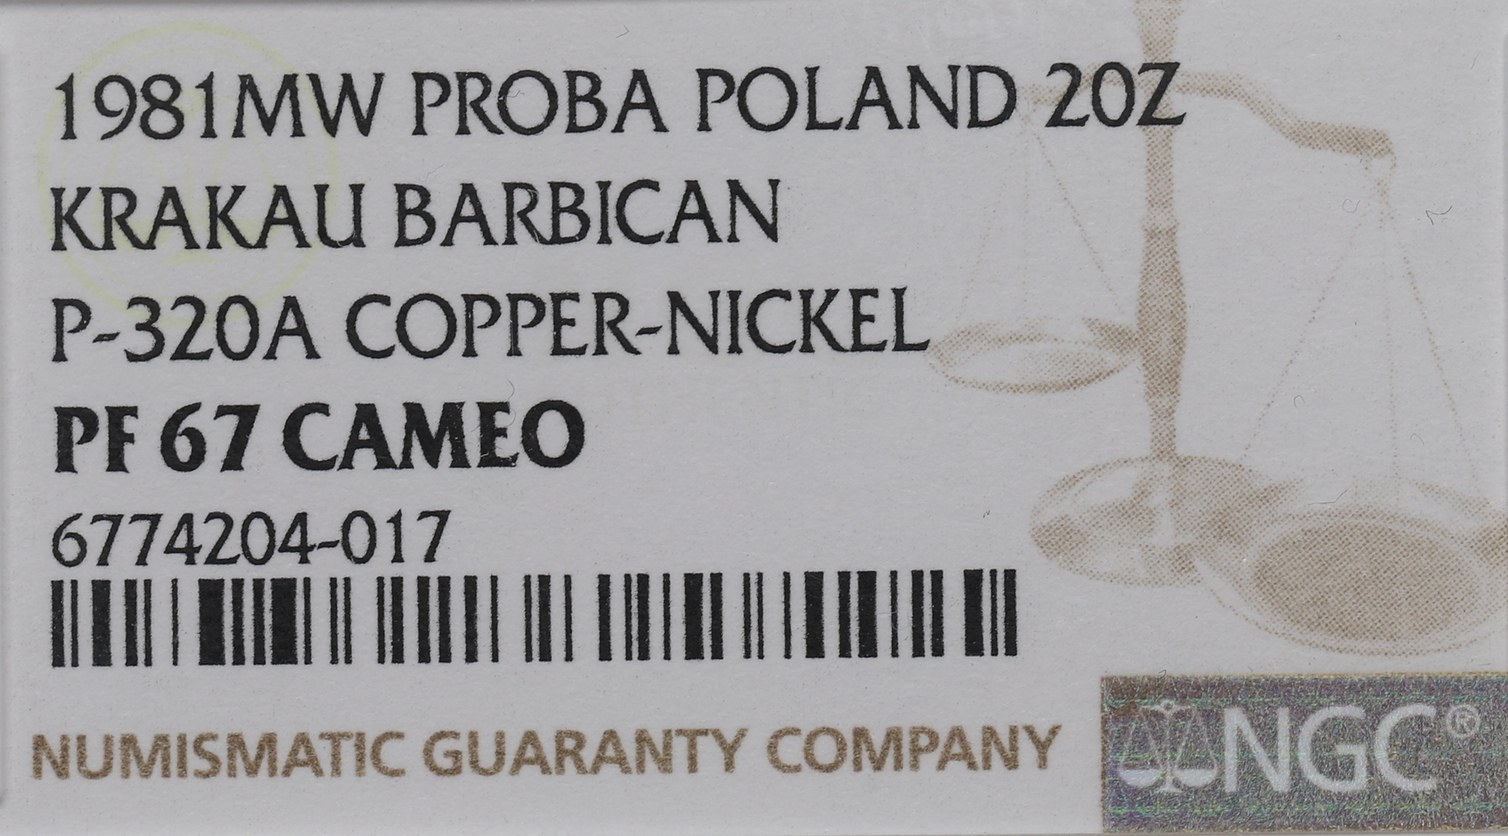 1981MW PROBA POLAND 20Z
KRAKAU BARBICAN
P-320A COPPER-NICKEL
PF 67 CAMEO
6774204-017
NUMISMATIC GUARANTY COMPANY
NGC®